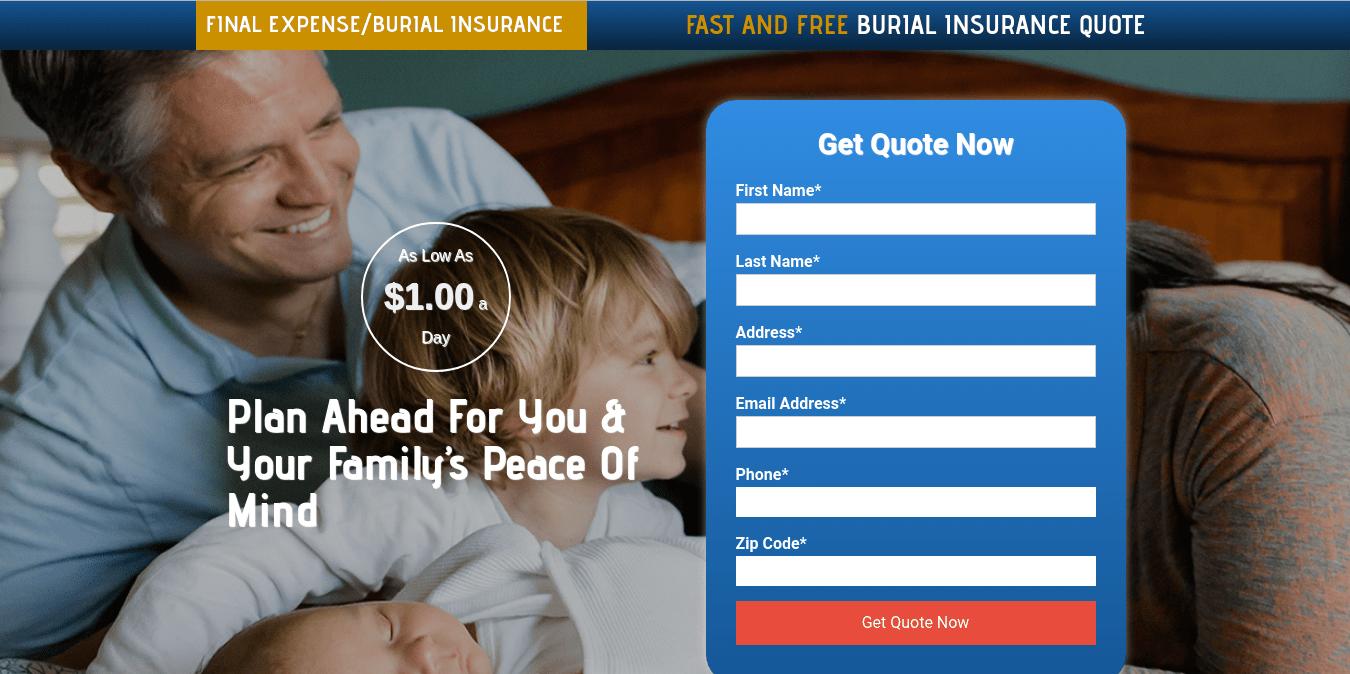 FINAL EXPENSE/BURIAL INSURANCE
FAST AND FREE BURIAL INSURANCE QUOTE
As Low As
$1.00 a
Day
Plan Ahead For You &
Your Family's Peace Of
Mind
Get Quote Now
First Name*
Last Name*
Address*
Email Address*
Phone*
Zip Code*
Get Quote Now